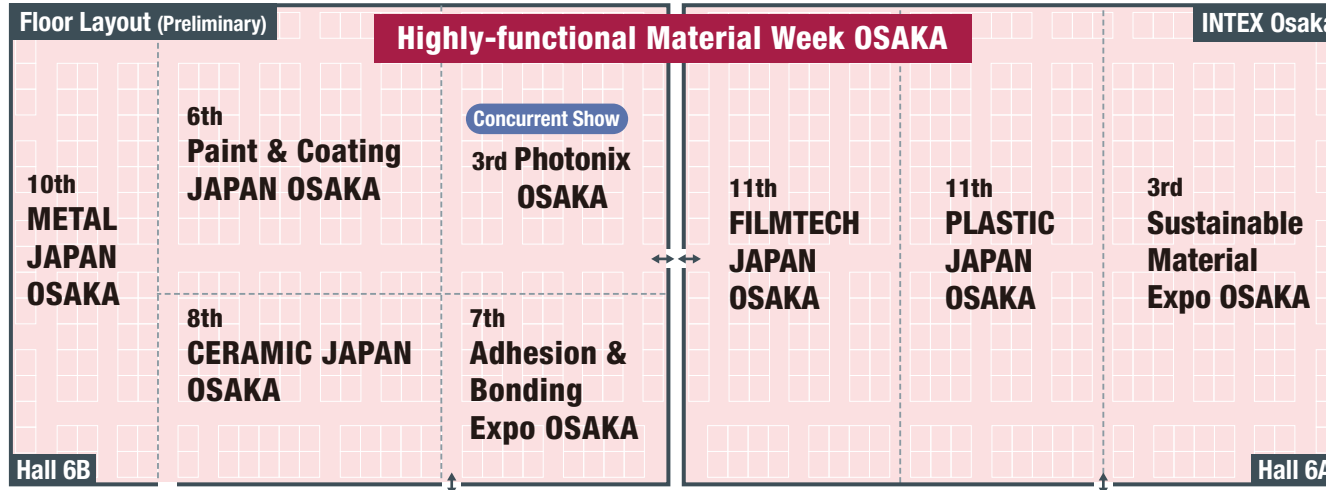 Floor Layout (Preliminary)
Highly-functional Material Week OSAKA
INTEX Osaka
10th
METAL
JAPAN
OSAKA
6th
Paint & Coating
JAPAN OSAKA
Concurrent Show
3rd Photonix
OSAKA
8th
CERAMIC JAPAN
OSAKA
7th
Adhesion &
Bonding
Expo OSAKA
11th
FILMTECH
JAPAN
OSAKA
11th
PLASTIC
JAPAN
OSAKA
3rd
Sustainable
Material
Expo OSAKA
Hall 6B
Hall 6A